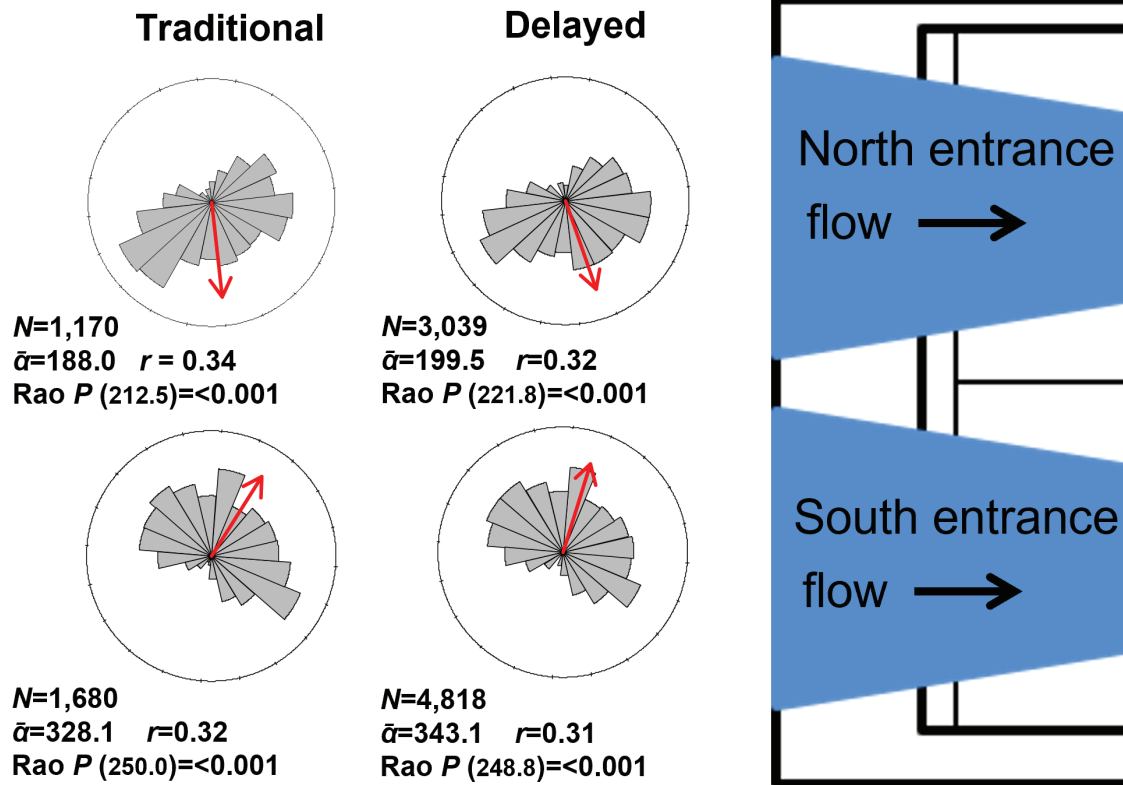 Traditional
Delayed
N=1,170
ᾱ=188.0 r = 0.34
Rao P (212.5)=<0.001
N=3,039
ᾱ=199.5 r=0.32
Rao P (221.8)=<0.001
North entrance
flow
N=1,680
ᾱ=328.1 r=0.32
Rao P (250.0)=<0.001
N=4,818
ᾱ=343.1 r=0.31
Rao P (248.8)=<0.001
South entrance
flow